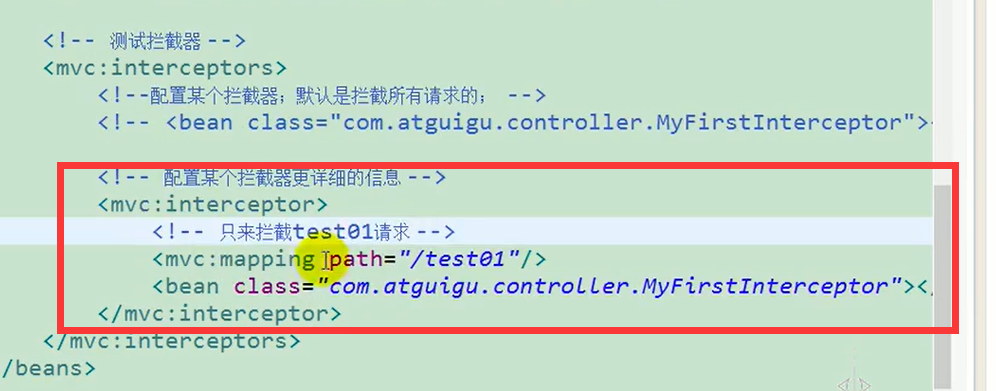 <!-- 测试拦截器 -->
<mvc:interceptors>
<!--配置某个拦截器；默认是拦截所有请求的； -->
<!-- <bean class="com.atguigu.controller.MyFirstInterceptor">
<!-- 配置某个拦截器更详细的信息 -->
<mvc:interceptor>
<!-- 只来拦截test01请求 -->
<mvc:mapping path="/test01"/>
<bean class="com.atguigu.controller.MyFirstInterceptor"></
</mvc:interceptor>
</mvc:interceptors>
/beans>